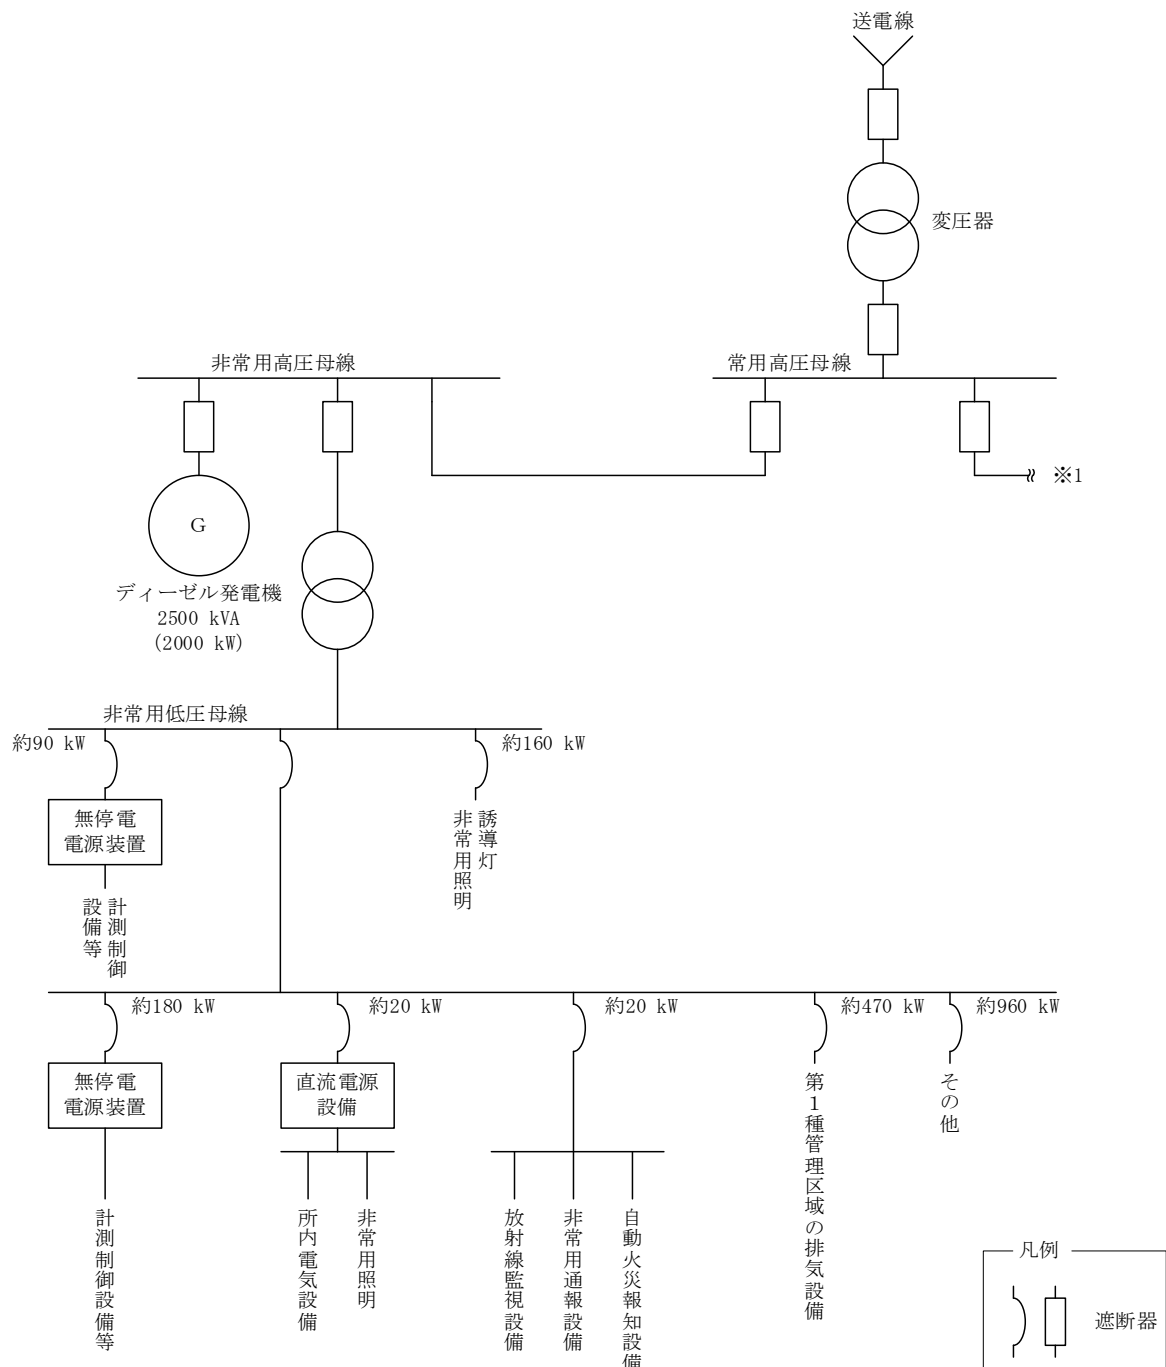 送電線
変圧器
非常用高圧母線
常用高圧母線
※1
G
ディーゼル発電機
2500 kVA
(2000 kW)
非常用低圧母線
約90 kW
約160 kW
無停電
電源装置
誘導灯
非常用照明
計測制御
設備等
約180 kW
約20 kW
約20 kW
約470 kW
約960 kW
無停電
電源装置
直流電源
設備
第1種管理区域の排気設備
その他
計測制御設備等
所内電気設備
非常用照明
放射線監視設備
非常用通報設備
自動火災報知設備
凡例
遮断器